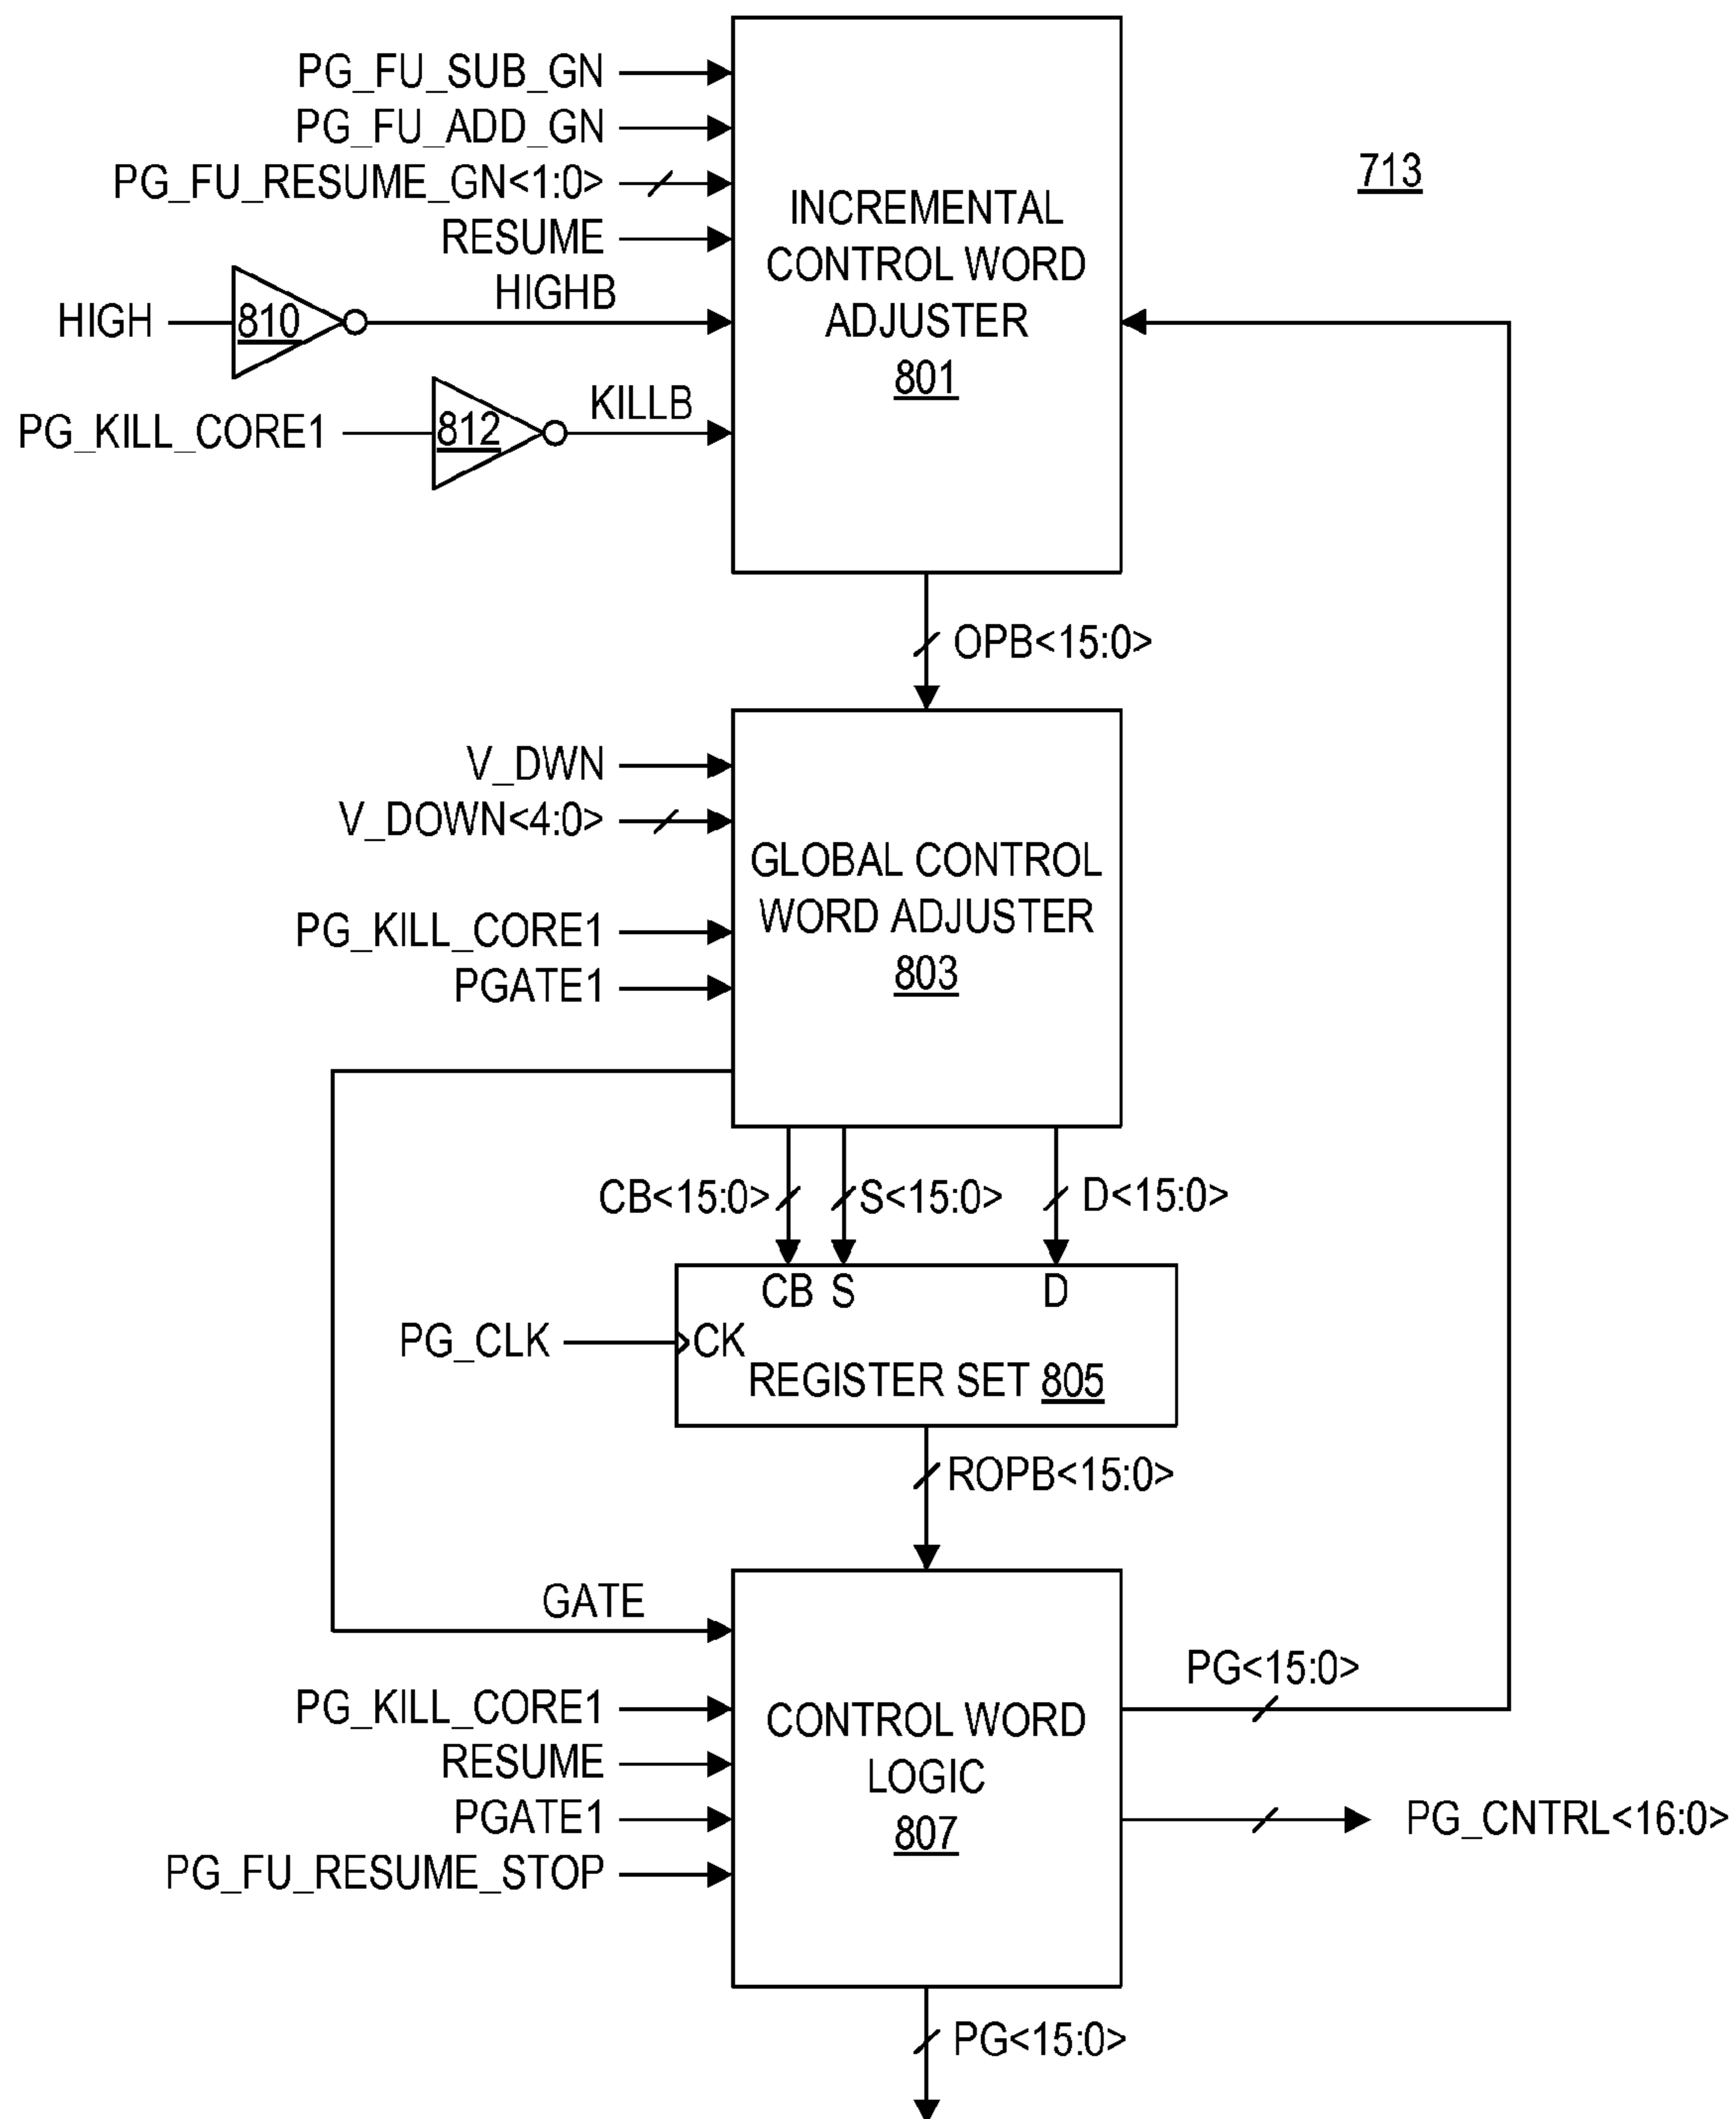 PG_FU_SUB_GN
PG_FU_ADD_GN
PG_FU_RESUME_GN<1:0>
RESUME
HIGH
810
HIGHB
PG_KILL_CORE1
812
KILLB
INCREMENTAL
CONTROL WORD
ADJUSTER
801
713
OPB<15:0>
V_DWN
V_DOWN<4:0>
PG_KILL_CORE1
PGATE1
GLOBAL CONTROL
WORD ADJUSTER
803
CB<15:0>
S<15:0>
D<15:0>
CB S D
PG_CLK
CK
REGISTER SET 805
ROPB<15:0>
GATE
PG_KILL_CORE1
RESUME
PGATE1
PG_FU_RESUME_STOP
CONTROL WORD
LOGIC
807
PG<15:0>
PG_CNTRL<16:0>
PG<15:0>